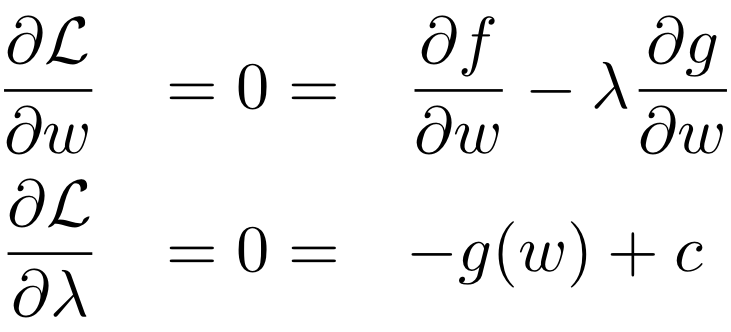 ∂ℒ/∂w = 0 = ∂f/∂w − λ ∂g/∂w
∂ℒ/∂λ = 0 = −g(w) + c